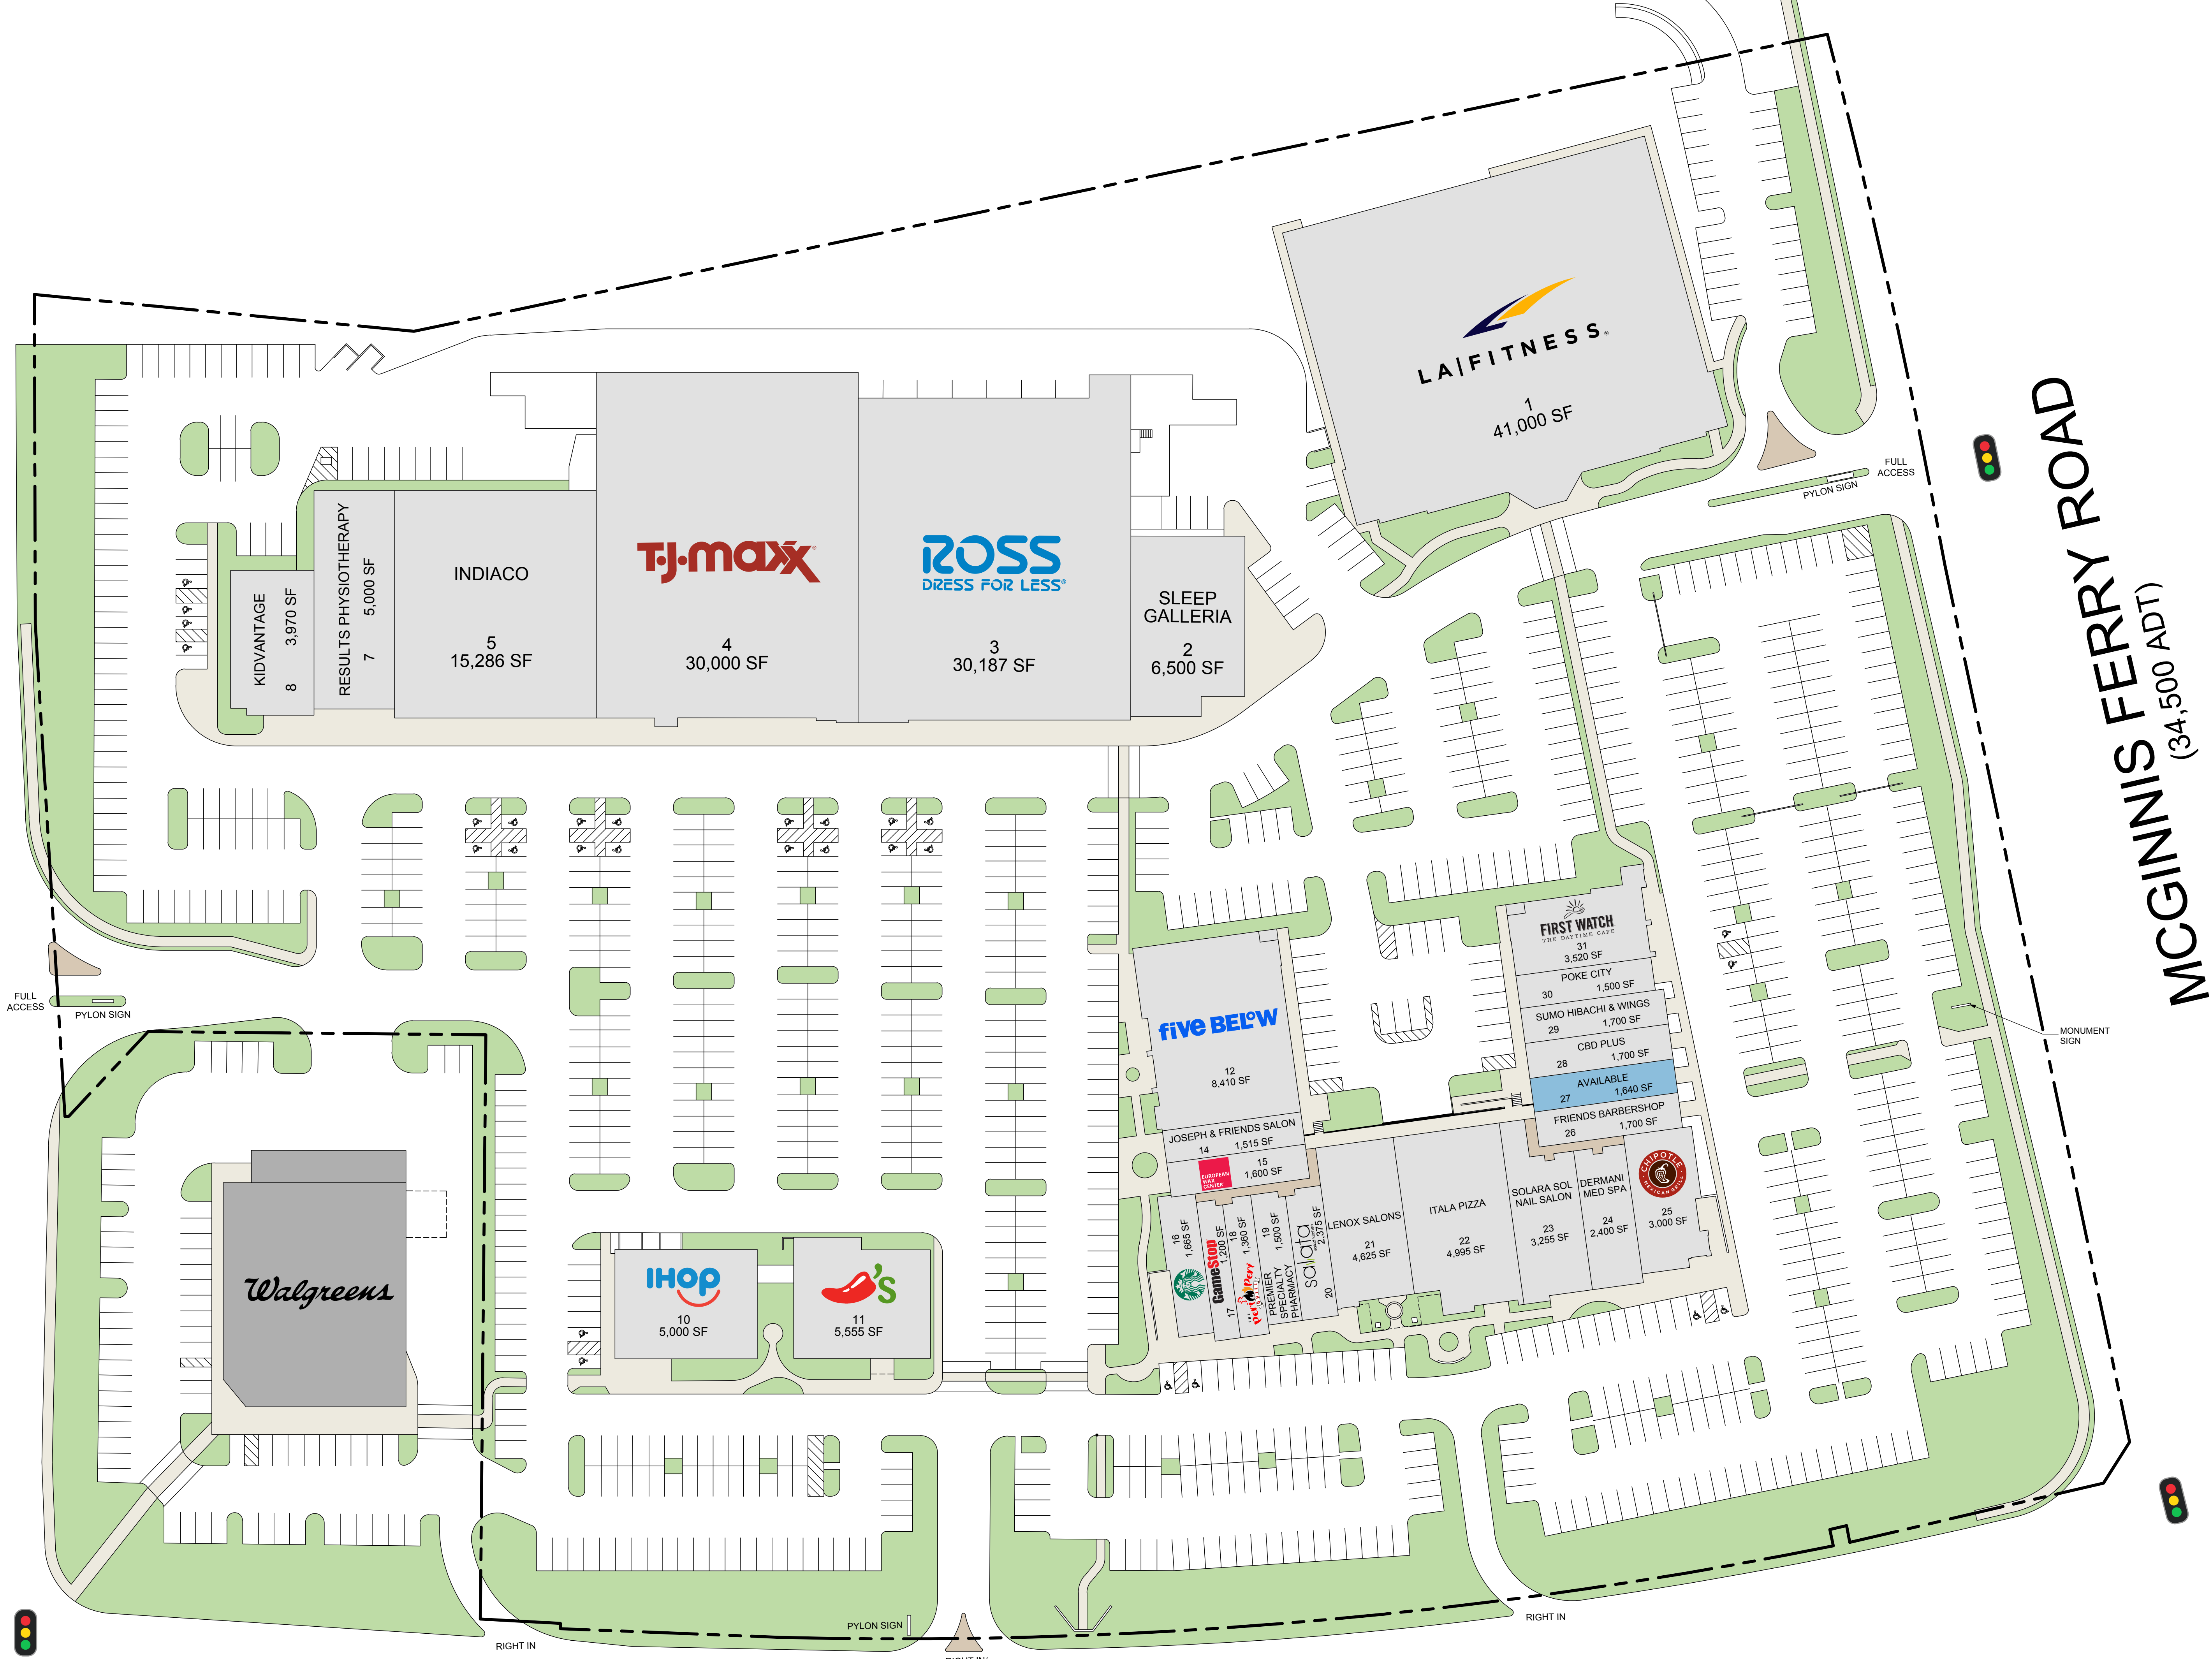 LA|FITNESS®
1
41,000 SF
FULL
ACCESS
PYLON SIGN
MCGINNIS FERRY ROAD
(34,500 ADT)
KIDVANTAGE
8 3,970 SF
RESULTS PHYSIOTHERAPY
7 5,000 SF
INDIACO
5
15,286 SF
T·J·maxx®
4
30,000 SF
ROSS
DRESS FOR LESS®
3
30,187 SF
SLEEP
GALLERIA
2
6,500 SF
FULL
ACCESS
PYLON SIGN
FIRST WATCH
THE DAYTIME CAFE
31
3,520 SF
POKE CITY
30 1,500 SF
SUMO HIBACHI & WINGS
29 1,700 SF
CBD PLUS
28 1,700 SF
AVAILABLE
27 1,640 SF
FRIENDS BARBERSHOP
26 1,700 SF
MONUMENT
SIGN
five BELOW
12
8,410 SF
JOSEPH & FRIENDS SALON
14 1,515 SF
EUROPEAN
WAX
CENTER
15
1,600 SF
16
1,665 SF
GameStop
17 1,200 SF
18
1,360 SF
peri peri
19
1,500 SF
PREMIER
SPECIALTY
PHARMACY
salata
20 2,375 SF
LENOX SALONS
21
4,625 SF
ITALA PIZZA
22
4,995 SF
SOLARA SOL
NAIL SALON
23
3,255 SF
DERMANI
MED SPA
24
2,400 SF
CHIPOTLE
MEXICAN GRILL
25
3,000 SF
Walgreens
IHOP
10
5,000 SF
'S
11
5,555 SF
PYLON SIGN
RIGHT IN
RIGHT IN